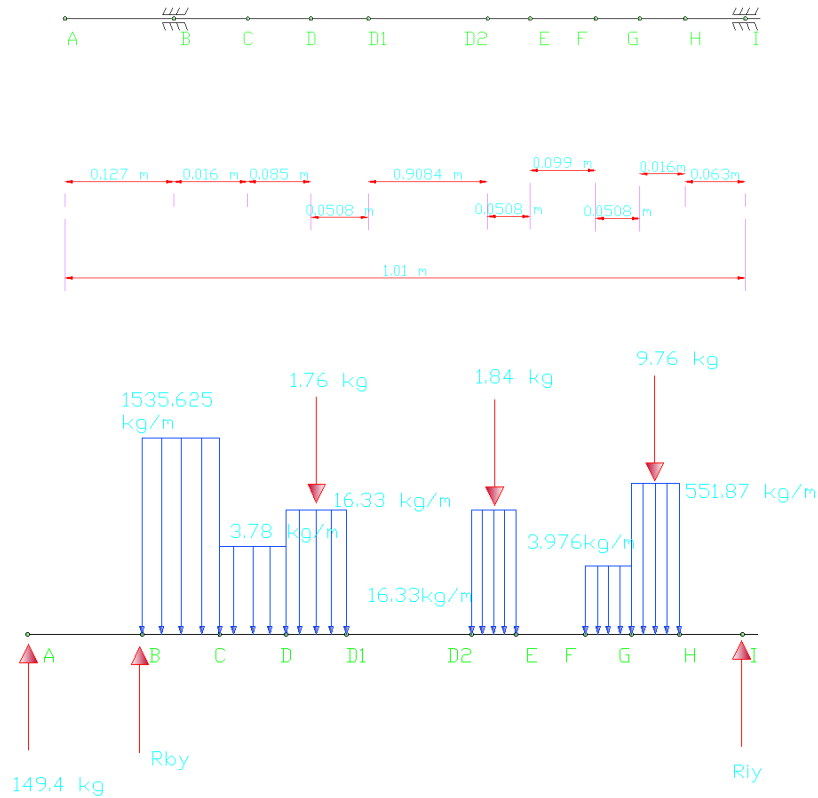 A B C D D1 D2 E F G H I
0.127 m 0.016 m 0.085 m 0.9084 m 0.099 m 0.016m 0.063m
0.0508 m 0.0508 m 0.0508 m
1.01 m
1535.625
kg/m
1.76 kg
1.84 kg
9.76 kg
3.78 kg/m
16.33 kg/m
16.33kg/m
3.976kg/m
551.87 kg/m
A B C D D1 D2 E F G H I
149.4 kg
Rby
Riy